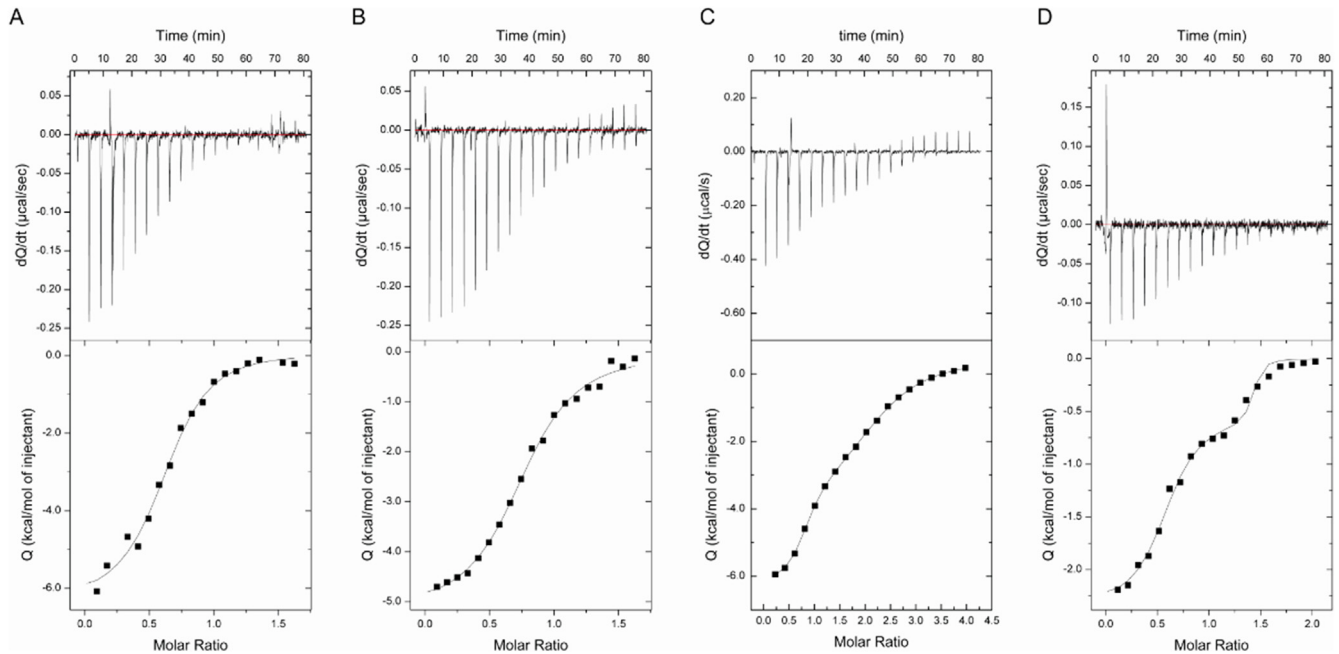 A
Time (min)
0 10 20 30 40 50 60 70 80
0.05
0.00
-0.05
-0.10
-0.15
-0.20
-0.25
dQ/dt (µcal/sec)
0.0
-2.0
-4.0
-6.0
Q (kcal/mol of injectant)
0.0 0.5 1.0 1.5
Molar Ratio
B
Time (min)
0 10 20 30 40 50 60 70 80
0.05
0.00
-0.05
-0.10
-0.15
-0.20
-0.25
dQ/dt (µcal/sec)
0.0
-1.0
-2.0
-3.0
-4.0
-5.0
Q (kcal/mol of injectant)
0.0 0.5 1.0 1.5
Molar Ratio
C
time (min)
0 10 20 30 40 50 60 70 80
0.20
0.00
-0.20
-0.40
-0.60
dQ/dt (µcal/s)
0.0
-2.0
-4.0
-6.0
Q (kcal/mol of injectant)
0.0 0.5 1.0 1.5 2.0 2.5 3.0 3.5 4.0 4.5
Molar Ratio
D
Time (min)
0 10 20 30 40 50 60 70 80
0.15
0.10
0.05
0.00
-0.05
-0.10
dQ/dt (µcal/sec)
0.0
-0.5
-1.0
-1.5
-2.0
Q (kcal/mol of injectant)
0.0 0.5 1.0 1.5 2.0
Molar Ratio